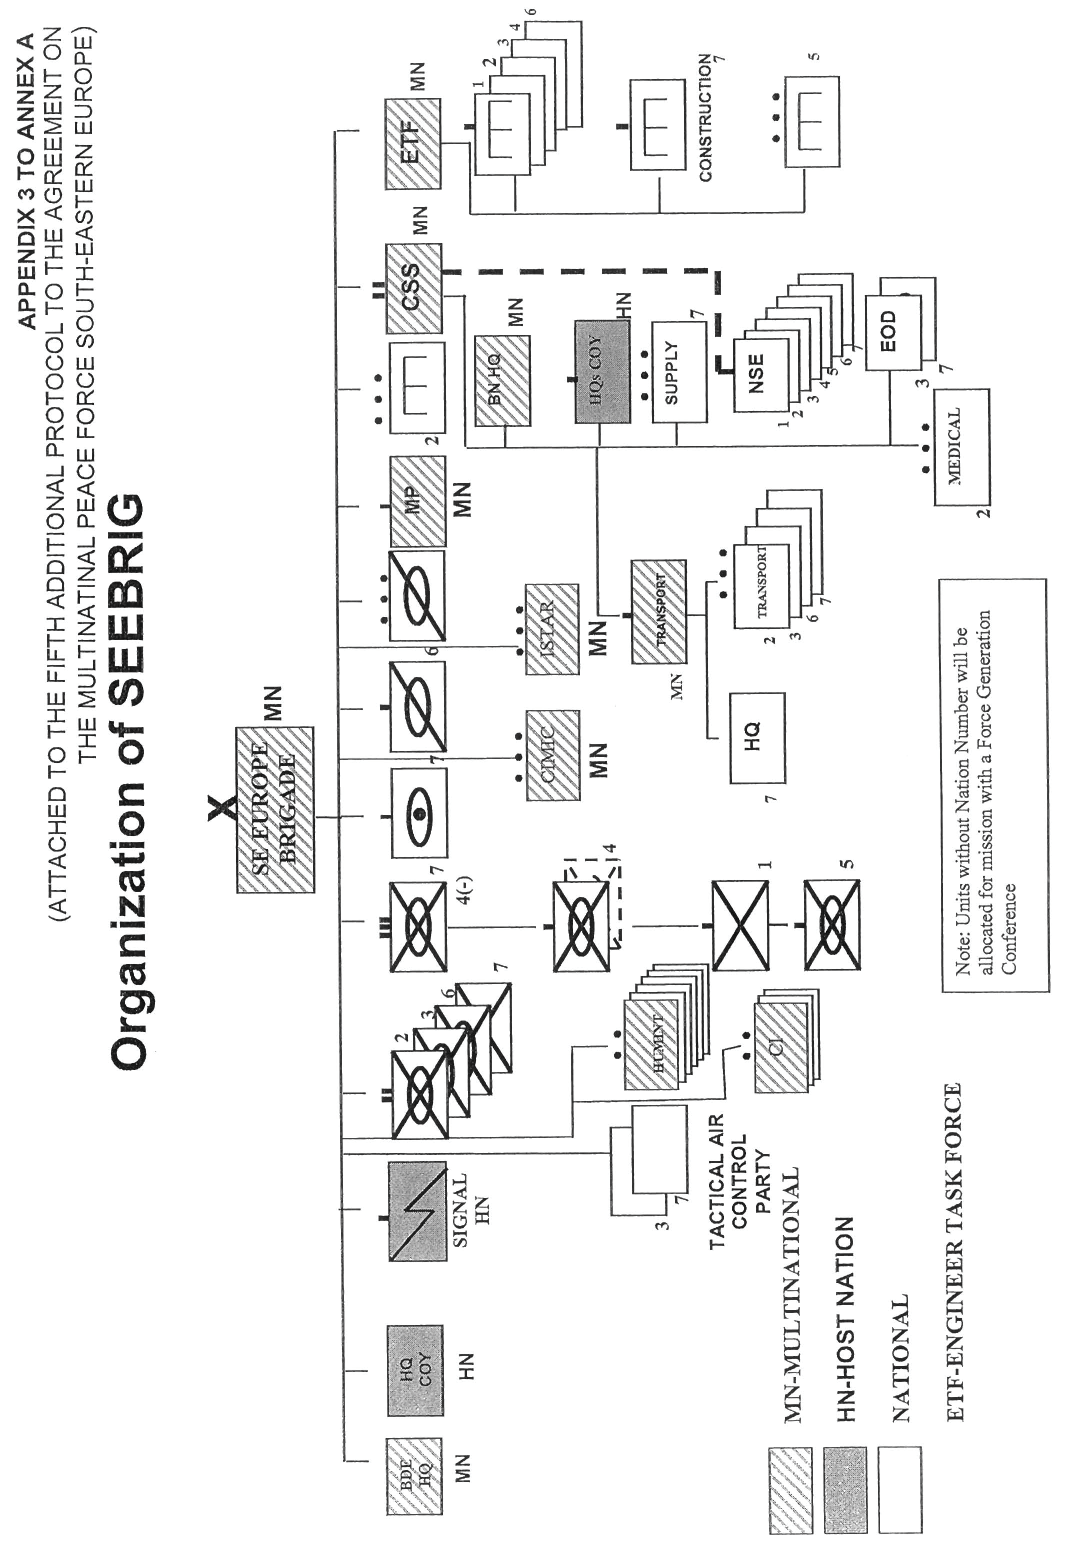 APPENDIX 3 TO ANNEX A
(ATTACHED TO THE FIFTH ADDITIONAL PROTOCOL TO THE AGREEMENT ON
THE MULTINATINAL PEACE FORCE SOUTH-EASTERN EUROPE)
Organization of SEEBRIG
X
SE EUROPE
BRIGADE
MN
BDE
HQ
MN
HQ
COY
HN
SIGNAL
HN
2
3
6
7
7
4(-)
7
6
MP
MN
2
CSS
MN
ETF
MN
TACTICAL AIR
CONTROL
PARTY
3
7
HUMINT
CI
4
1
5
CIMIC
MN
ISTAR
MN
BN HQ
MN
HQs COY
HN
SUPPLY
7
NSE
1
2
3
4
5
6
7
EOD
3
7
MEDICAL
2
TRANSPORT
MN
HQ
7
TRANSPORT
2
3
6
7
1
2
3
4
6
CONSTRUCTION
7
5
MN-MULTINATIONAL
HN-HOST NATION
NATIONAL
ETF-ENGINEER TASK FORCE
Note: Units without Nation Number will be
allocated for mission with a Force Generation
Conference